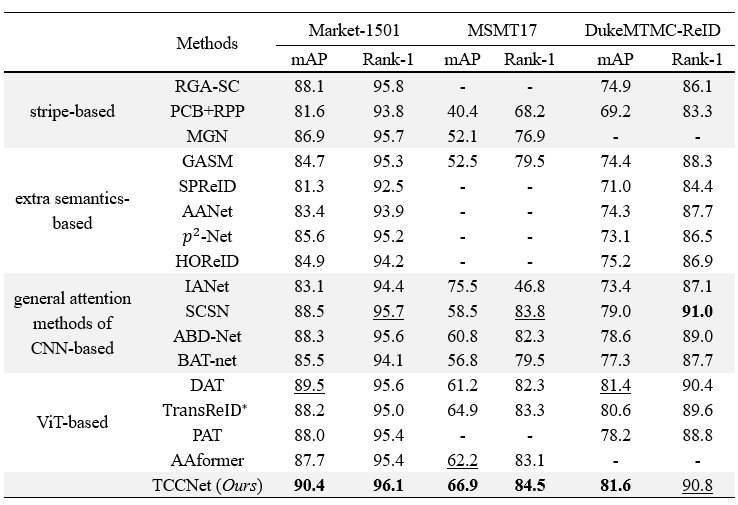 Methods Market-1501 MSMT17 DukeMTMC-ReID
mAP Rank-1 mAP Rank-1 mAP Rank-1
stripe-based
RGA-SC 88.1 95.8 - - 74.9 86.1
PCB+RPP 81.6 93.8 40.4 68.2 69.2 83.3
MGN 86.9 95.7 52.1 76.9 - -
extra semantics-
based
GASM 84.7 95.3 52.5 79.5 74.4 88.3
SPReID 81.3 92.5 - - 71.0 84.4
AANet 83.4 93.9 - - 74.3 87.7
p²-Net 85.6 95.2 - - 73.1 86.5
HOReID 84.9 94.2 - - 75.2 86.9
general attention
methods of
CNN-based
IANet 83.1 94.4 75.5 46.8 73.4 87.1
SCSN 88.5 95.7 58.5 83.8 79.0 91.0
ABD-Net 88.3 95.6 60.8 82.3 78.6 89.0
BAT-net 85.5 94.1 56.8 79.5 77.3 87.7
ViT-based
DAT 89.5 95.6 61.2 82.3 81.4 90.4
TransReID* 88.2 95.0 64.9 83.3 80.6 89.6
PAT 88.0 95.4 - - 78.2 88.8
AAformer 87.7 95.4 62.2 83.1 - -
TCCNet (Ours) 90.4 96.1 66.9 84.5 81.6 90.8